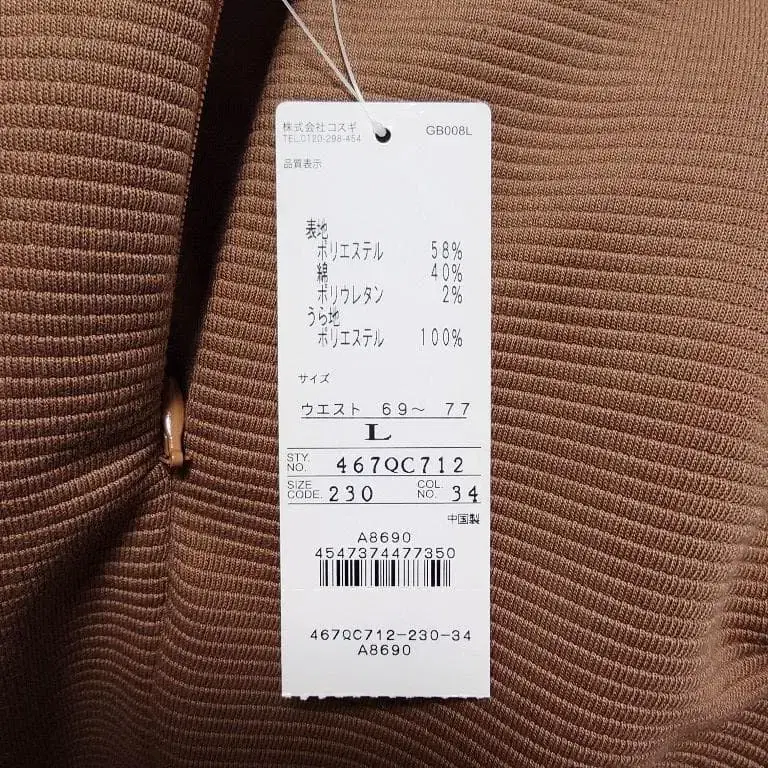 株式会社コスギ
TEL.0120-298-454
GB008L
品質表示
表地
ポリエステル 58%
綿 40%
ポリウレタン 2%
うら地
ポリエステル 100%
サイズ
ウエスト 69〜 77
L
STY. NO. 467QC712
SIZE CODE. 230 COL. NO. 34
中国製
A8690
4547374477350
467QC712-230-34
A8690